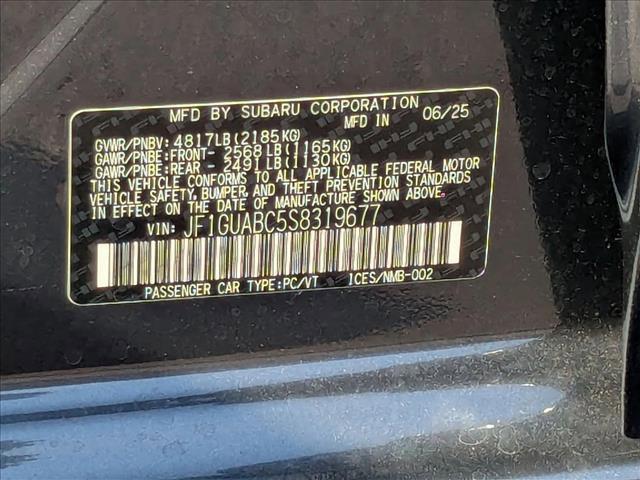 MFD BY SUBARU CORPORATION
MFD IN 06/25
GVWR/PNBV: 4817LB(2185KG)
GAWR/PNBE:FRONT- 2568LB(1165KG)
GAWR/PNBE:REAR - 2491LB(1130KG)
THIS VEHICLE CONFORMS TO ALL APPLICABLE FEDERAL MOTOR
VEHICLE SAFETY, BUMPER, AND THEFT PREVENTION STANDARDS
IN EFFECT ON THE DATE OF MANUFACTURE SHOWN ABOVE.
VIN: JF1GUABC5S8319677
PASSENGER CAR TYPE:PC/VT ICES/NMB-002